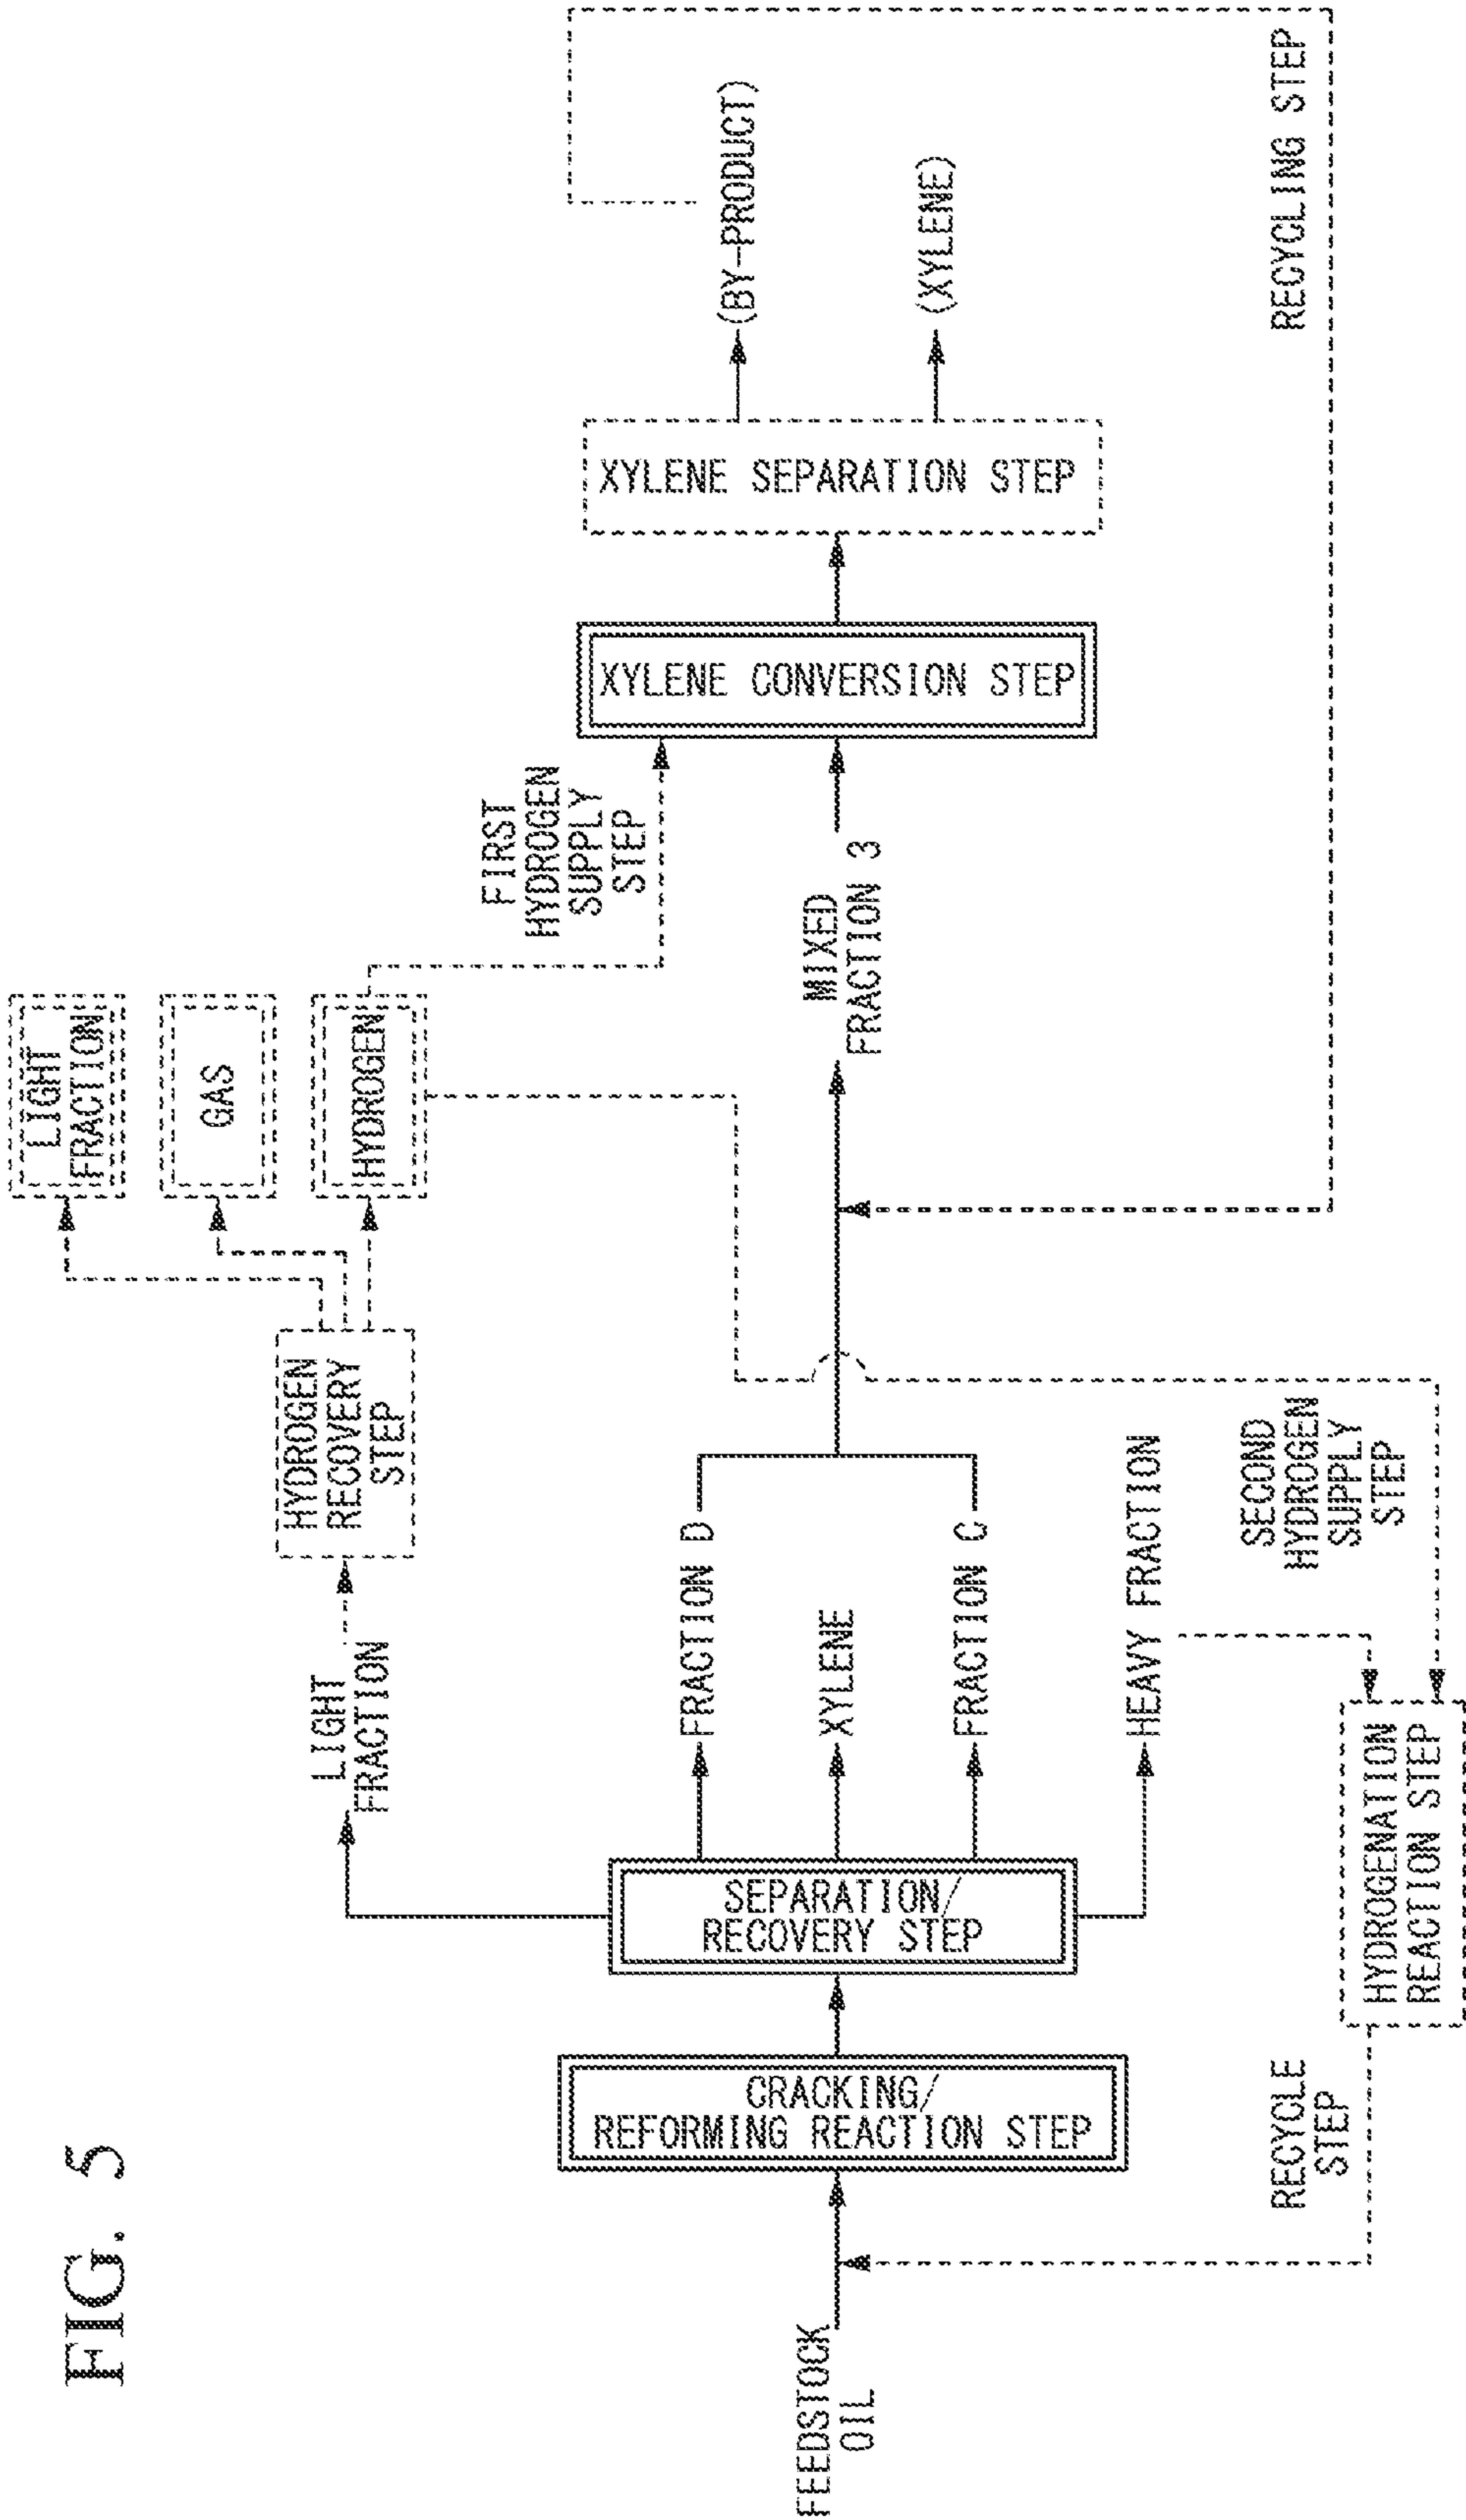 FIG. 5
LIGHT
FRACTION
GAS
HYDROGEN
HYDROGEN
RECOVERY
STEP
LIGHT
FRACTION
FIRST
HYDROGEN
SUPPLY
STEP
FEEDSTOCK
OIL
CRACKING/
REFORMING REACTION STEP
SEPARATION/
RECOVERY STEP
FRACTION D
XYLENE
FRACTION C
HEAVY FRACTION
MIXED
FRACTION 3
XYLENE CONVERSION STEP
XYLENE SEPARATION STEP
(BY-PRODUCT)
(XYLENE)
RECYCLE
STEP
HYDROGENATION
REACTION STEP
SECOND
HYDROGEN
SUPPLY
STEP
RECYCLING STEP